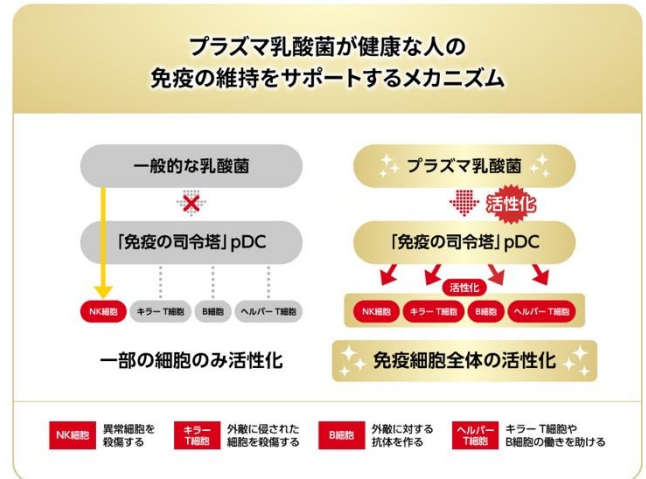 プラズマ乳酸菌が健康な人の
免疫の維持をサポートするメカニズム
一般的な乳酸菌
「免疫の司令塔」pDC
NK細胞
キラーT細胞
B細胞
ヘルパーT細胞
一部の細胞のみ活性化
プラズマ乳酸菌
活性化
「免疫の司令塔」pDC
活性化
NK細胞
キラーT細胞
B細胞
ヘルパーT細胞
免疫細胞全体の活性化
NK細胞
異常細胞を
殺傷する
キラー
T細胞
外敵に侵された
細胞を殺傷する
B細胞
外敵に対する
抗体を作る
ヘルパー
T細胞
キラーT細胞や
B細胞の働きを助ける